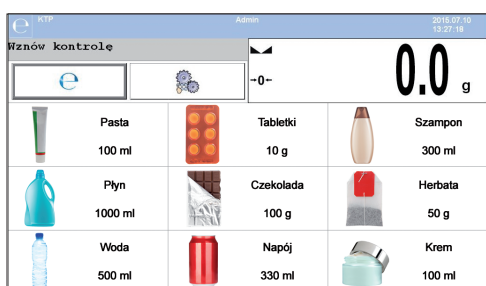 e KTP Admin 2015.07.10
13:27:18
Wznów kontrolę
e
→0← 0.0 g
Pasta Tabletki Szampon
100 ml 10 g 300 ml
Płyn Czekolada Herbata
1000 ml 100 g 50 g
Woda Napój Krem
500 ml 330 ml 100 ml